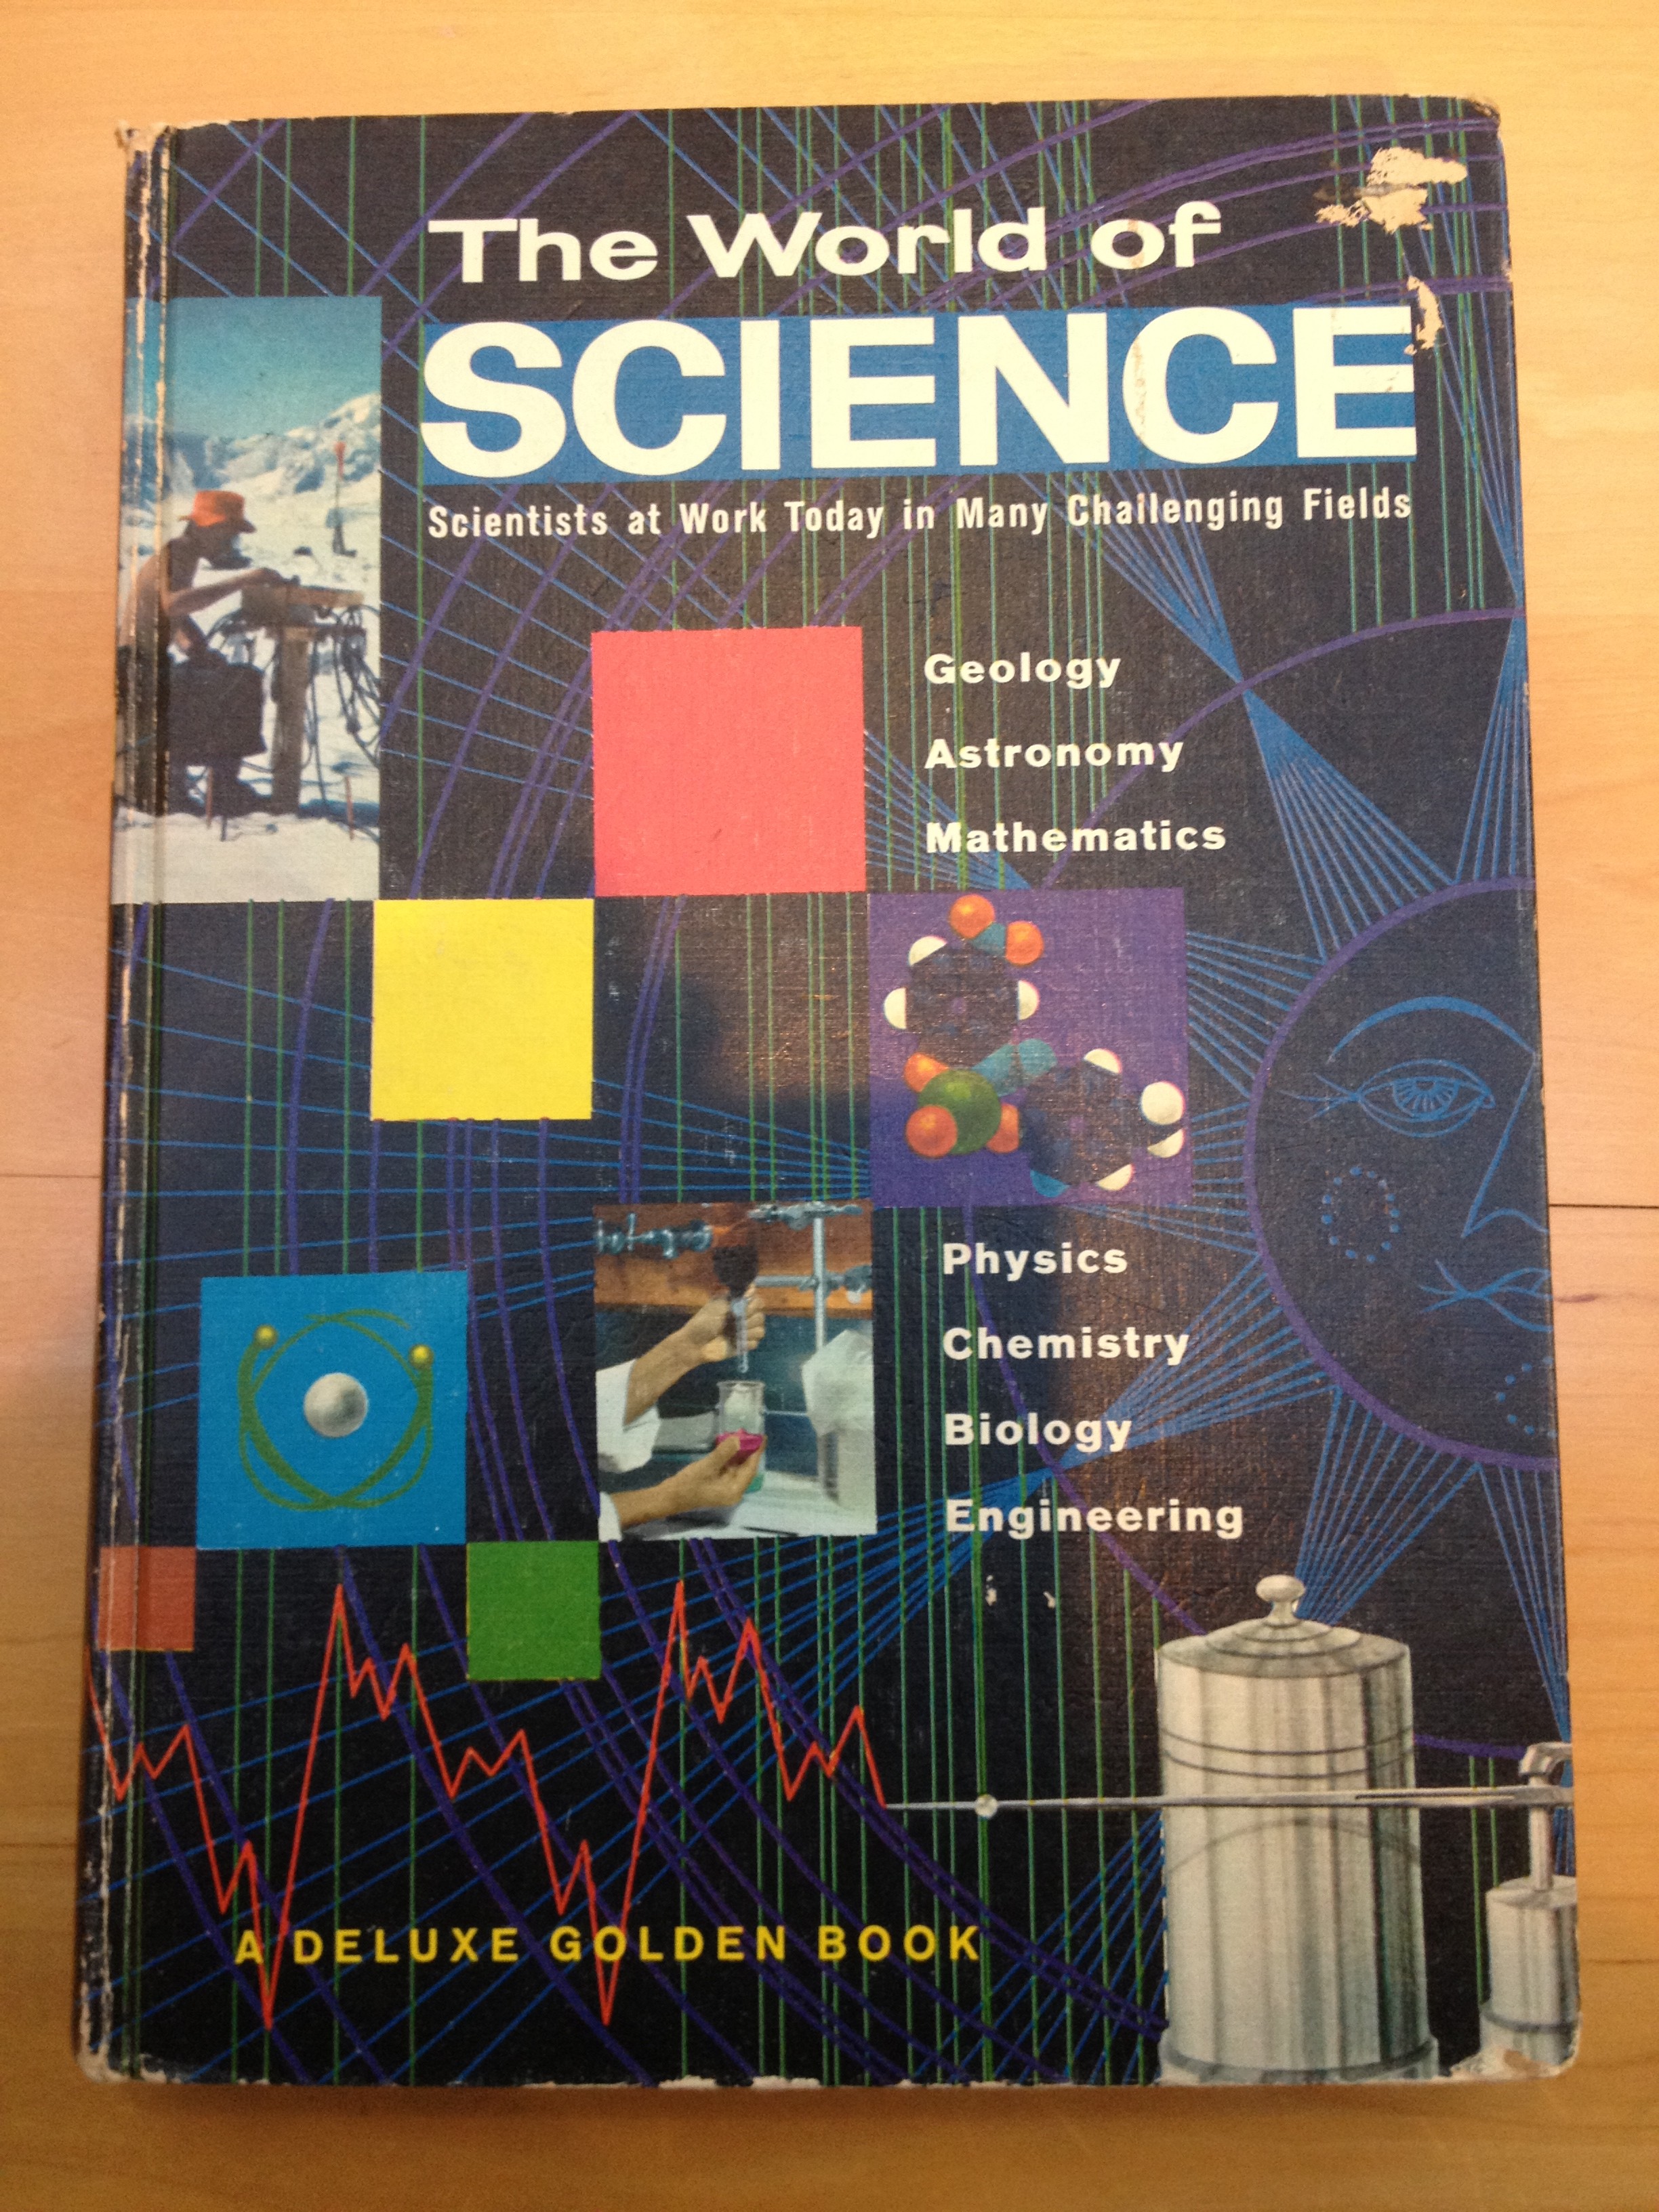 The World of
SCIENCE
Scientists at Work Today in Many Challenging Fields
Geology
Astronomy
Mathematics
Physics
Chemistry
Biology
Engineering
A DELUXE GOLDEN BOOK